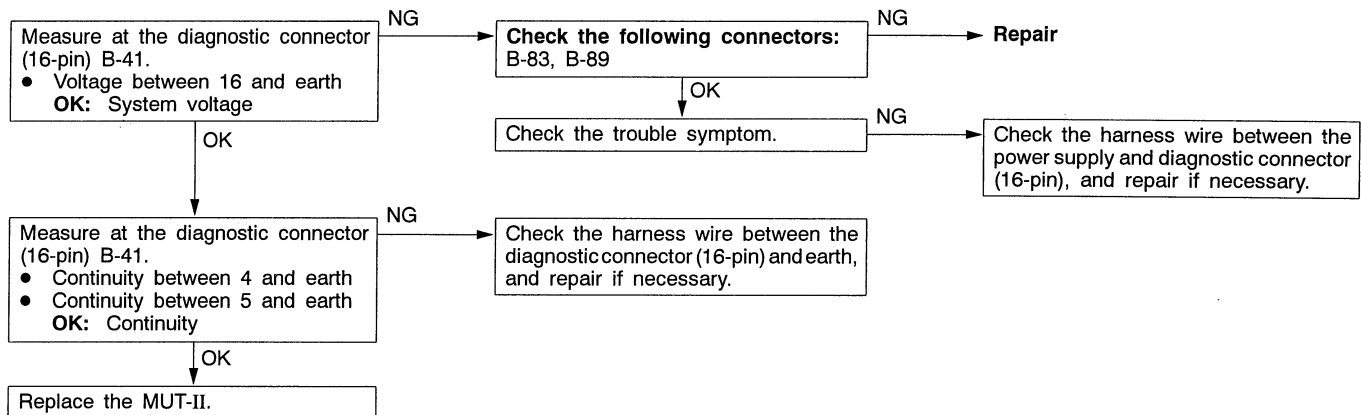 Measure at the diagnostic connector
(16-pin) B-41.
● Voltage between 16 and earth
OK: System voltage
NG
Check the following connectors:
B-83, B-89
NG
Repair
OK
Check the trouble symptom.
NG
Check the harness wire between the
power supply and diagnostic connector
(16-pin), and repair if necessary.
OK
Measure at the diagnostic connector
(16-pin) B-41.
● Continuity between 4 and earth
● Continuity between 5 and earth
OK: Continuity
NG
Check the harness wire between the
diagnostic connector (16-pin) and earth,
and repair if necessary.
OK
Replace the MUT-II.